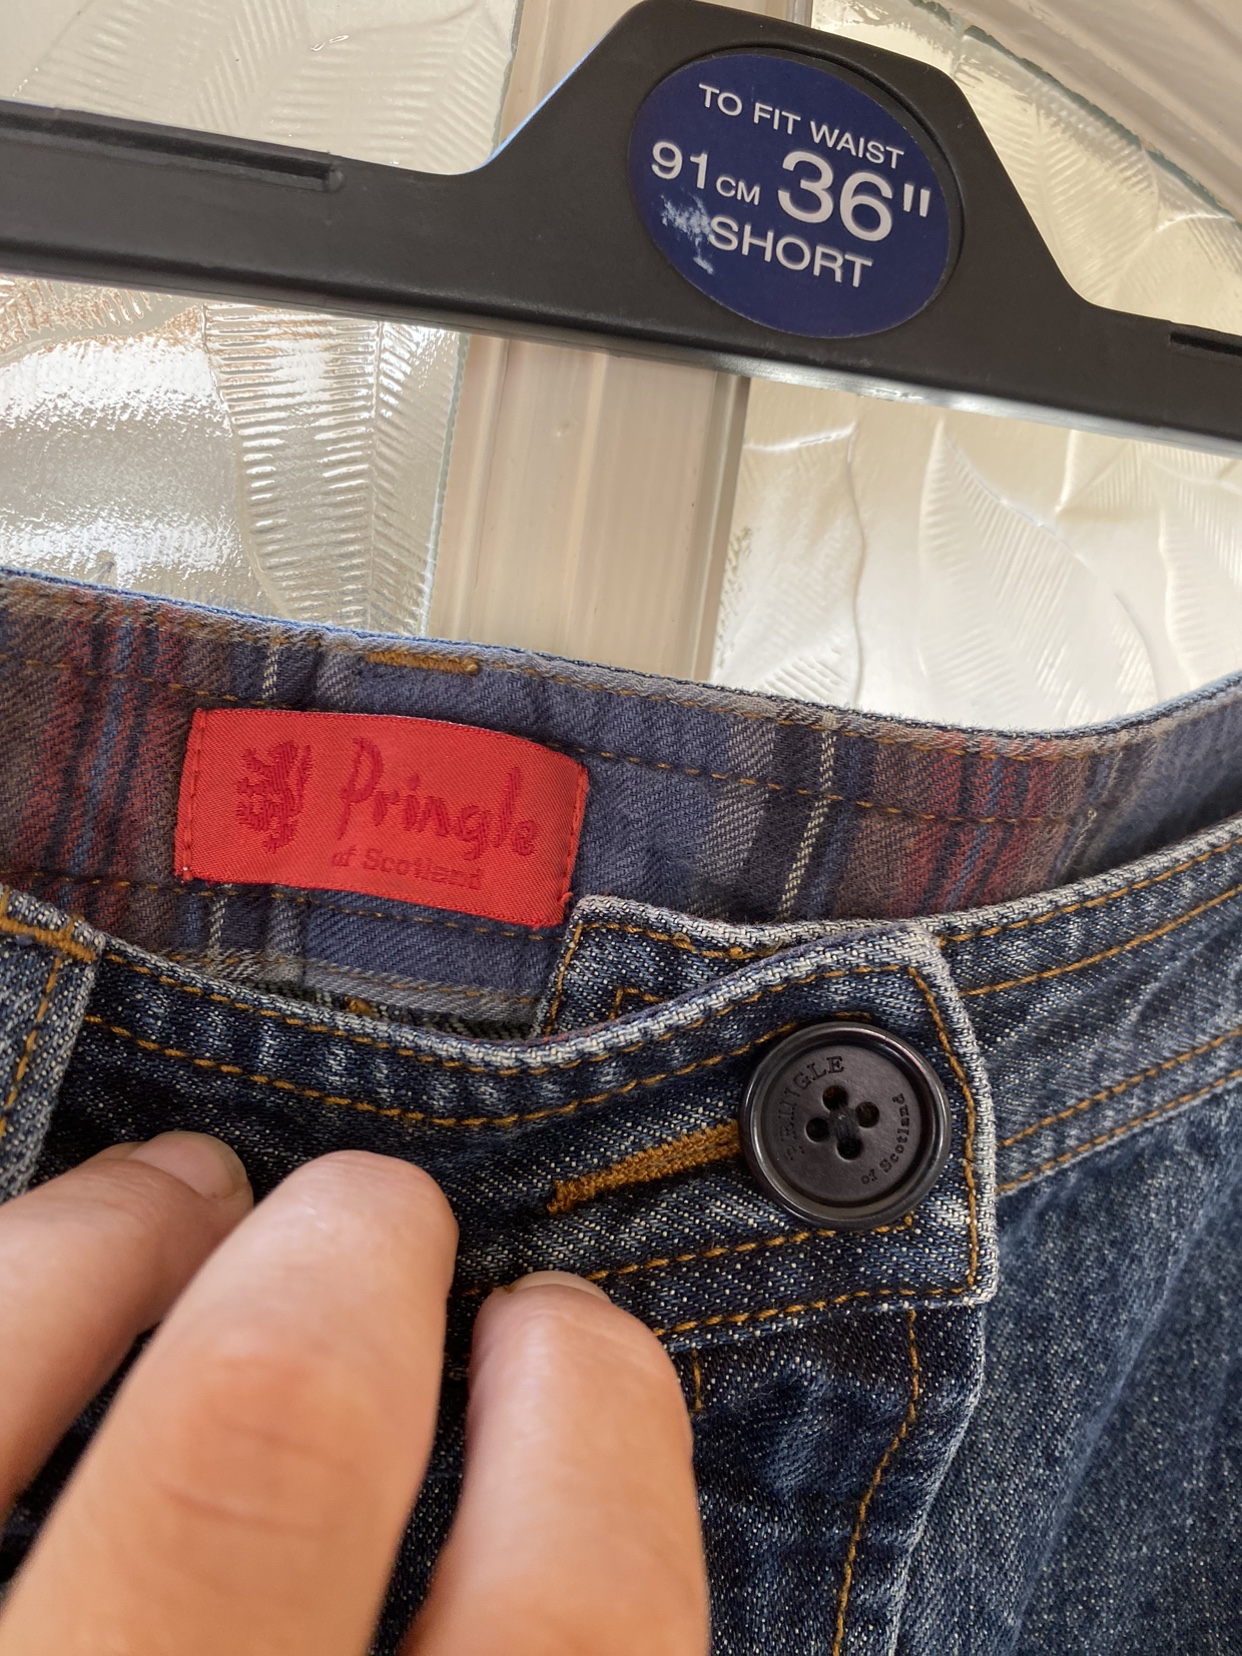 TO FIT WAIST
91CM 36"
SHORT
Pringle
of Scotland
PRINGLE
of Scotland